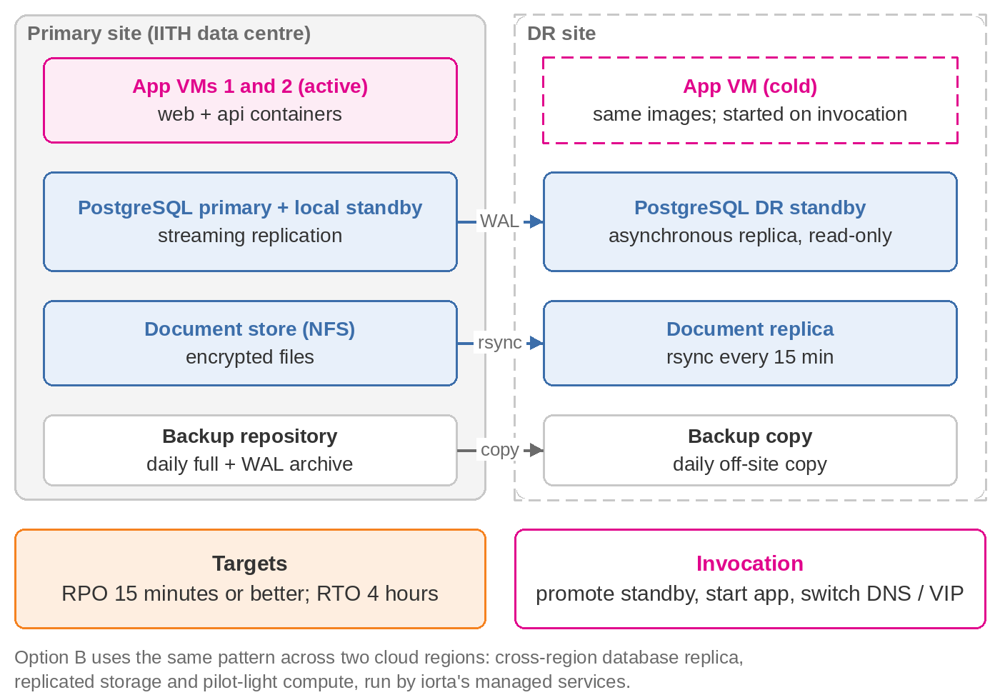 Primary site (IITH data centre)
App VMs 1 and 2 (active)
web + api containers
PostgreSQL primary + local standby
streaming replication
Document store (NFS)
encrypted files
Backup repository
daily full + WAL archive
WAL
rsync
copy
DR site
App VM (cold)
same images; started on invocation
PostgreSQL DR standby
asynchronous replica, read-only
Document replica
rsync every 15 min
Backup copy
daily off-site copy
Targets
RPO 15 minutes or better; RTO 4 hours
Invocation
promote standby, start app, switch DNS / VIP
Option B uses the same pattern across two cloud regions: cross-region database replica,
replicated storage and pilot-light compute, run by iorta's managed services.